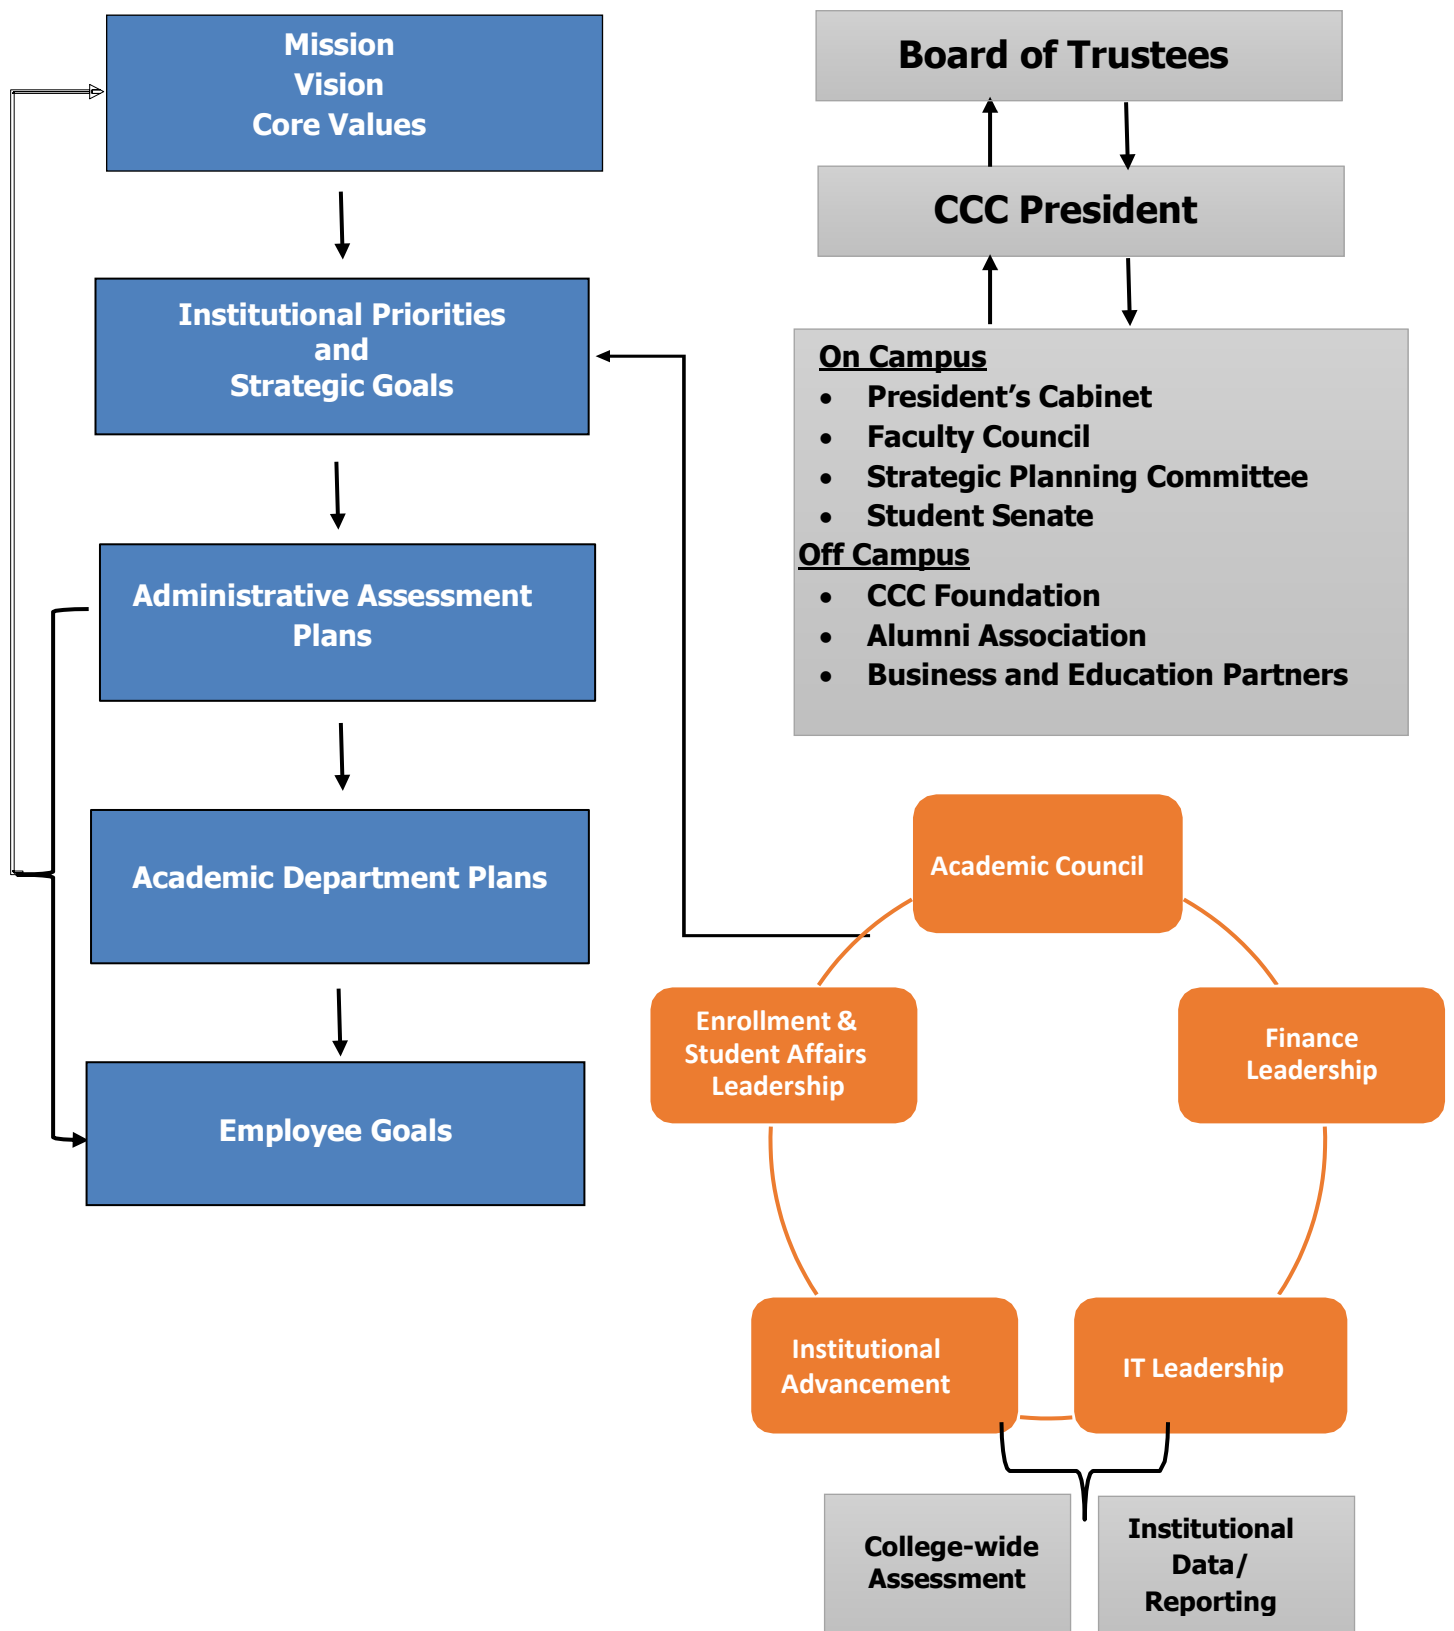 Mission
Vision
Core Values
Institutional Priorities
and
Strategic Goals
Administrative Assessment
Plans
Academic Department Plans
Employee Goals
Board of Trustees
CCC President
On Campus
• President’s Cabinet
• Faculty Council
• Strategic Planning Committee
• Student Senate
Off Campus
• CCC Foundation
• Alumni Association
• Business and Education Partners
Academic Council
Enrollment &
Student Affairs
Leadership
Finance
Leadership
Institutional
Advancement
IT Leadership
College-wide
Assessment
Institutional
Data/
Reporting